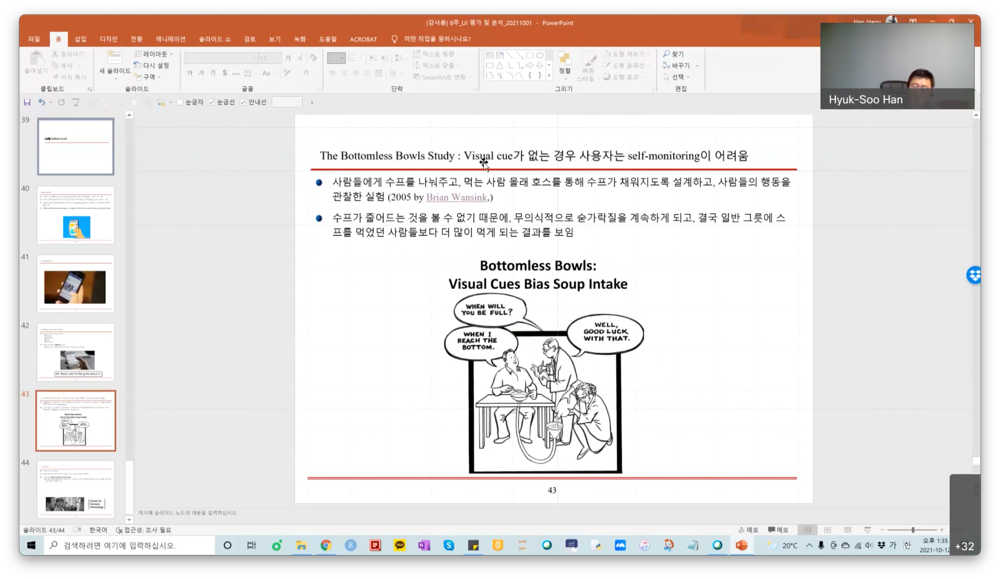 [강사용] 6주_UI 평가 및 분석_20211001 - PowerPoint
Han Harry
파일 홈 삽입 디자인 전환 애니메이션 슬라이드 쇼 검토 보기 녹화 도움말 ACROBAT 어떤 작업을 원하시나요?
붙여넣기
잘라내기
복사
서식 복사
클립보드
새 슬라이드
레이아웃
다시 설정
구역
슬라이드
13
글꼴
텍스트 방향
텍스트 맞춤
SmartArt로 변환
단락
정렬
빠른
스타일
도형 채우기
도형 윤곽선
도형 효과
그리기
찾기
바꾸기
선택
편집
Hyuk-Soo Han
눈금자 눈금선 안내선
39
[사례] Infinite Scroll
40
41
42
Mr. Raskin said he felt guilty about it.
43
Bottomless Bowls:
Visual Cues Bias Soup Intake
44
Center for
Humane
Technology
The Bottomless Bowls Study : Visual cue가 없는 경우 사용자는 self-monitoring이 어려움
사람들에게 수프를 나눠주고, 먹는 사람 몰래 호스를 통해 수프가 채워지도록 설계하고, 사람들의 행동을
관찰한 실험 (2005 by Brian Wansink,)
수프가 줄어드는 것을 볼 수 없기 때문에, 무의식적으로 숟가락질을 계속하게 되고, 결국 일반 그릇에 스
프를 먹었던 사람들보다 더 많이 먹게 되는 결과를 보임
Bottomless Bowls:
Visual Cues Bias Soup Intake
WHEN WILL
YOU BE FULL?
WHEN I
REACH THE
BOTTOM.
WELL,
GOOD LUCK
WITH THAT.
43
여기에 슬라이드 노트의 내용을 입력하십시오
슬라이드 43/44 한국어 접근성: 조사 필요
메모 메모
검색하려면 여기에 입력하십시오.
20°C
가 한
오후 1:35
2021-10-12
+32